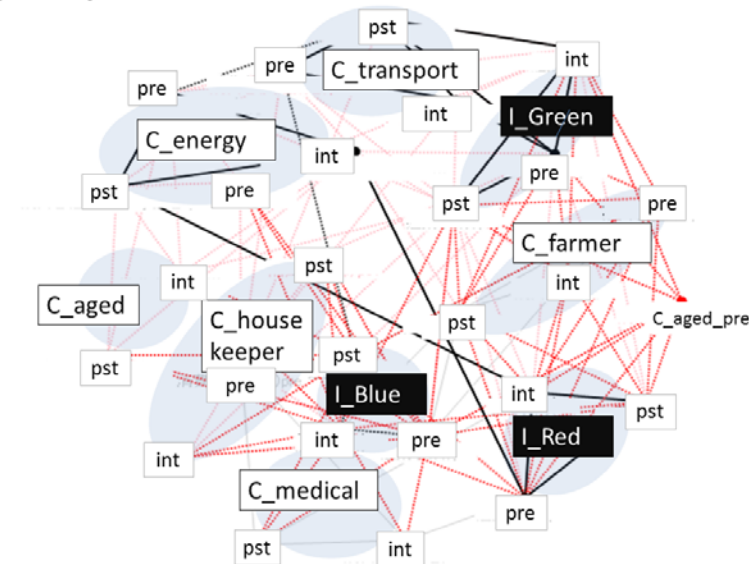 pst
int
pre
C_transport
pre
int
I_Green
C_energy
int
pre
pst
pre
pst
pre
C_farmer
pst
int
int
C_aged
C_house
keeper
pst
C_aged_pre
pst
pst
pre
I_Blue
int
pst
int
pre
I_Red
int
C_medical
pre
pst
int